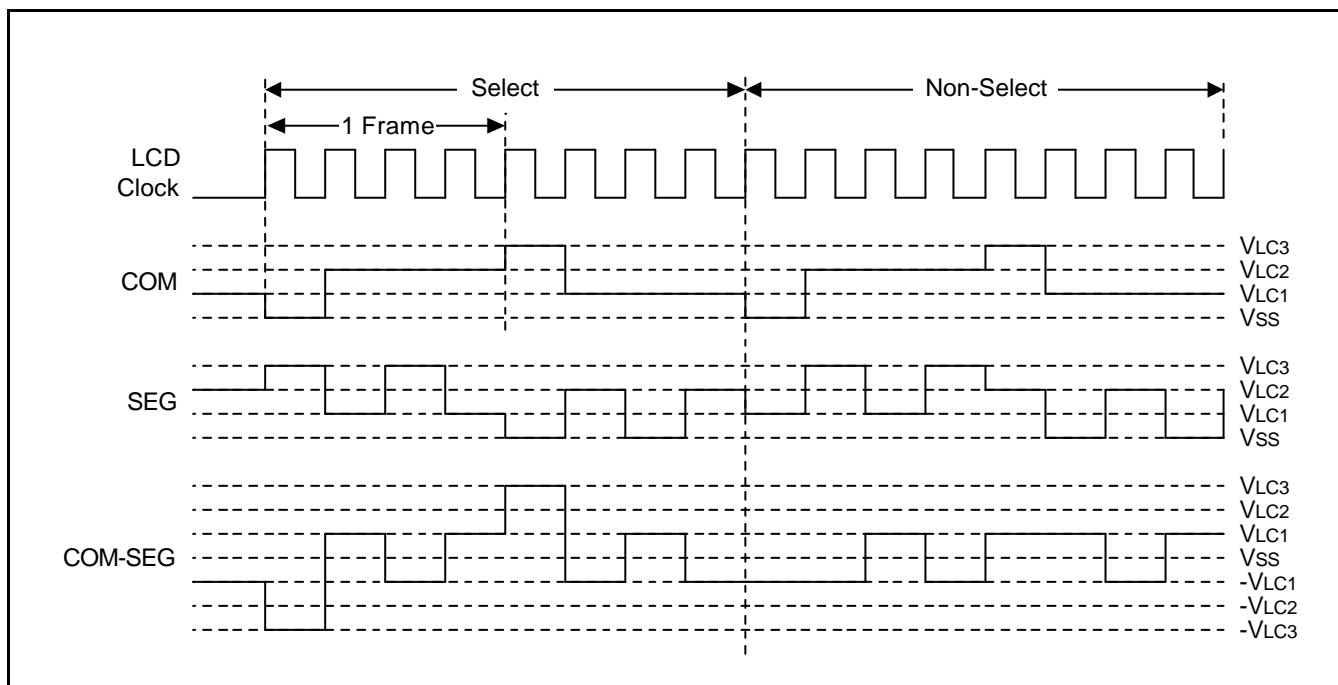 Select
Non-Select
1 Frame
LCD
Clock
COM
VLC3
VLC2
VLC1
VSS
SEG
VLC3
VLC2
VLC1
VSS
COM-SEG
VLC3
VLC2
VLC1
VSS
-VLC1
-VLC2
-VLC3